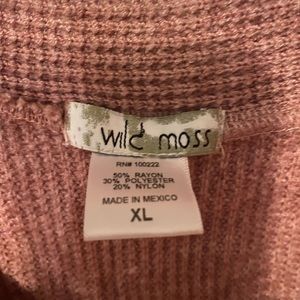 wild moss
RN# 100222
50% RAYON
30% POLYESTER
20% NYLON
MADE IN MEXICO
XL